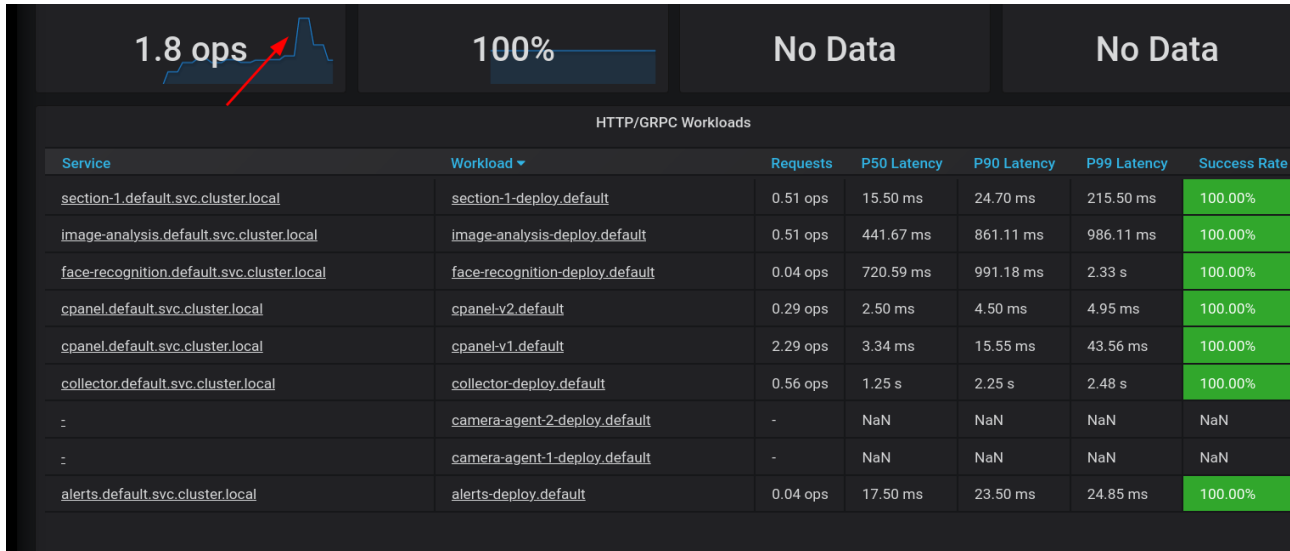 1.8 ops 100% No Data No Data
HTTP/GRPC Workloads
Service Workload Requests P50 Latency P90 Latency P99 Latency Success Rate
section-1.default.svc.cluster.local section-1-deploy.default 0.51 ops 15.50 ms 24.70 ms 215.50 ms 100.00%
image-analysis.default.svc.cluster.local image-analysis-deploy.default 0.51 ops 441.67 ms 861.11 ms 986.11 ms 100.00%
face-recognition.default.svc.cluster.local face-recognition-deploy.default 0.04 ops 720.59 ms 991.18 ms 2.33 s 100.00%
cpanel.default.svc.cluster.local cpanel-v2.default 0.29 ops 2.50 ms 4.50 ms 4.95 ms 100.00%
cpanel.default.svc.cluster.local cpanel-v1.default 2.29 ops 3.34 ms 15.55 ms 43.56 ms 100.00%
collector.default.svc.cluster.local collector-deploy.default 0.56 ops 1.25 s 2.25 s 2.48 s 100.00%
- camera-agent-2-deploy.default - NaN NaN NaN NaN
- camera-agent-1-deploy.default - NaN NaN NaN NaN
alerts.default.svc.cluster.local alerts-deploy.default 0.04 ops 17.50 ms 23.50 ms 24.85 ms 100.00%